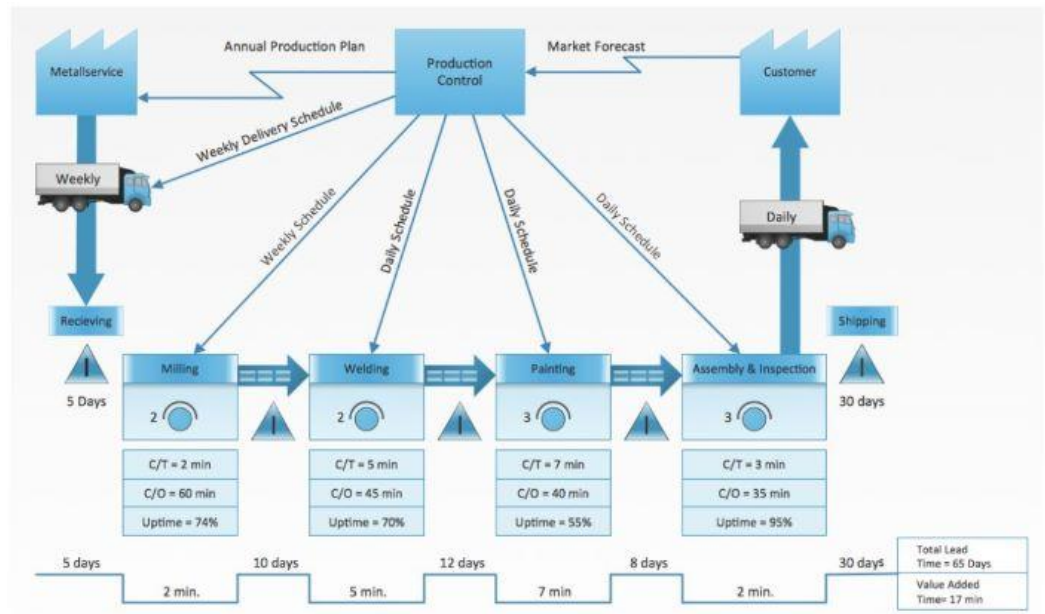 Metallservice
Annual Production Plan
Production
Control
Market Forecast
Customer
Weekly Delivery Schedule
Weekly
Weekly Schedule
Daily Schedule
Daily Schedule
Daily Schedule
Daily
Recieving
Shipping
5 Days
30 days
Milling
Welding
Painting
Assembly & Inspection
I
I
I
I
I
2
2
3
3
C/T = 2 min
C/T = 5 min
C/T = 7 min
C/T = 3 min
C/O = 60 min
C/O = 45 min
C/O = 40 min
C/O = 35 min
Uptime = 74%
Uptime = 70%
Uptime = 55%
Uptime = 95%
5 days
10 days
12 days
8 days
30 days
2 min.
5 min.
7 min
2 min.
Total Lead
Time = 65 Days
Value Added
Time= 17 min